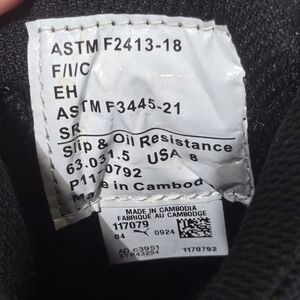 ASTM F2413-18
F/I/C
EH
ASTM F3445-21
SR
Slip & Oil Resistance
63.031.5 USA 8
Made in Cambod
MADE IN CAMBODIA
FABRIQUE AU CAMBODGE
117079
04 0924
1170792